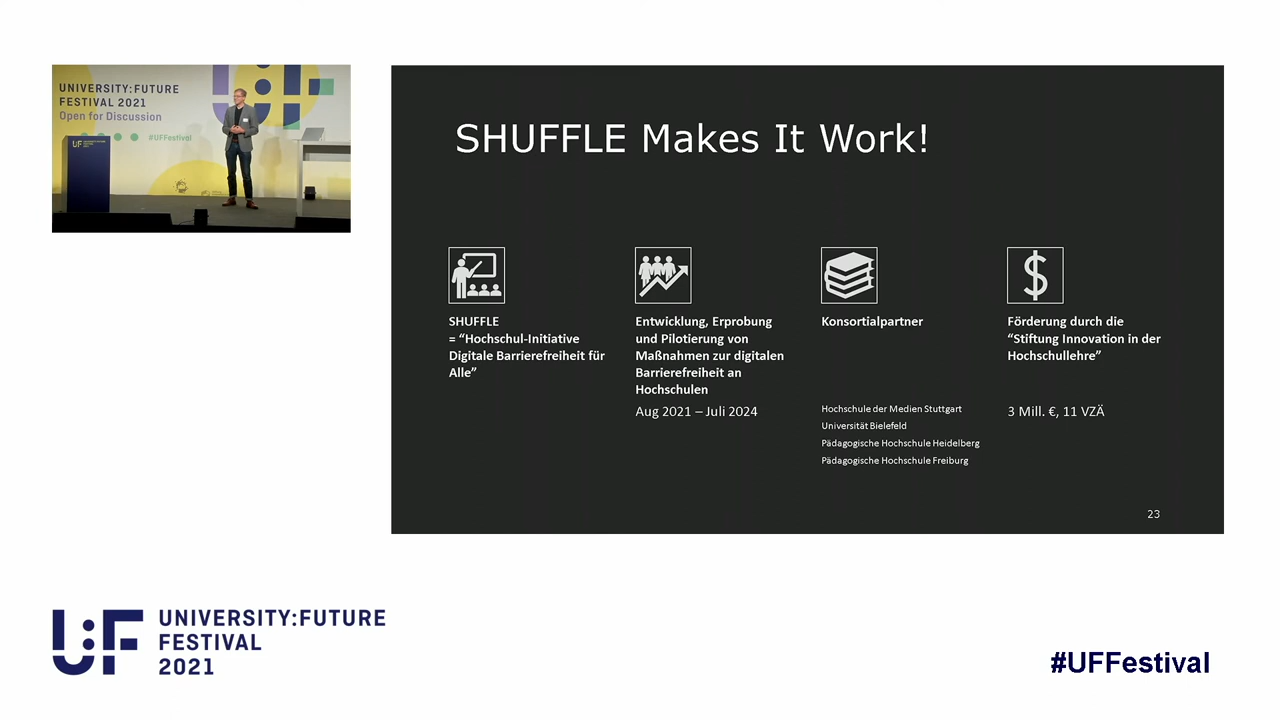 UNIVERSITY:FUTURE
FESTIVAL 2021
Open for Discussion
#UFFestival
U:F
SHUFFLE Makes It Work!
SHUFFLE
= “Hochschul-Initiative
Digitale Barrierefreiheit für
Alle”
Entwicklung, Erprobung
und Pilotierung von
Maßnahmen zur digitalen
Barrierefreiheit an
Hochschulen
Aug 2021 – Juli 2024
Konsortialpartner
Hochschule der Medien Stuttgart
Universität Bielefeld
Pädagogische Hochschule Heidelberg
Pädagogische Hochschule Freiburg
Förderung durch die
“Stiftung Innovation in der
Hochschullehre”
3 Mill. €, 11 VZÄ
23
U:F
UNIVERSITY:FUTURE
FESTIVAL
2021
#UFFestival